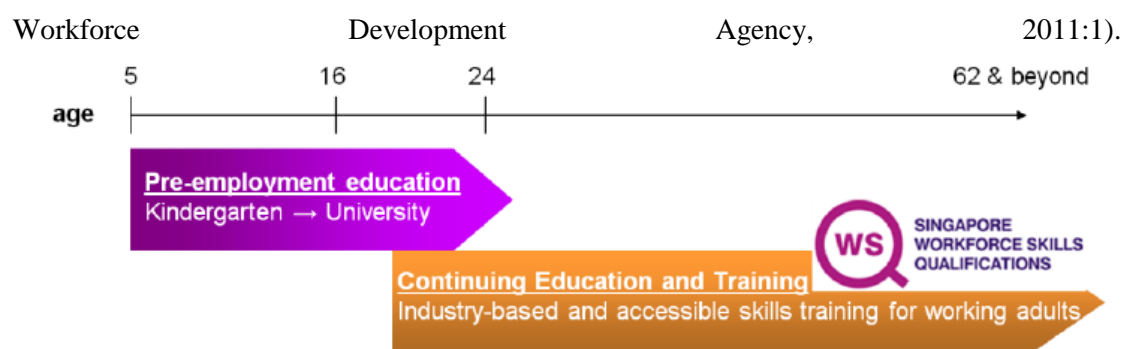 Workforce Development Agency, 2011:1).
5 16 24 62 & beyond
age
Pre-employment education
Kindergarten → University
WS
SINGAPORE
WORKFORCE SKILLS
QUALIFICATIONS
Continuing Education and Training
Industry-based and accessible skills training for working adults